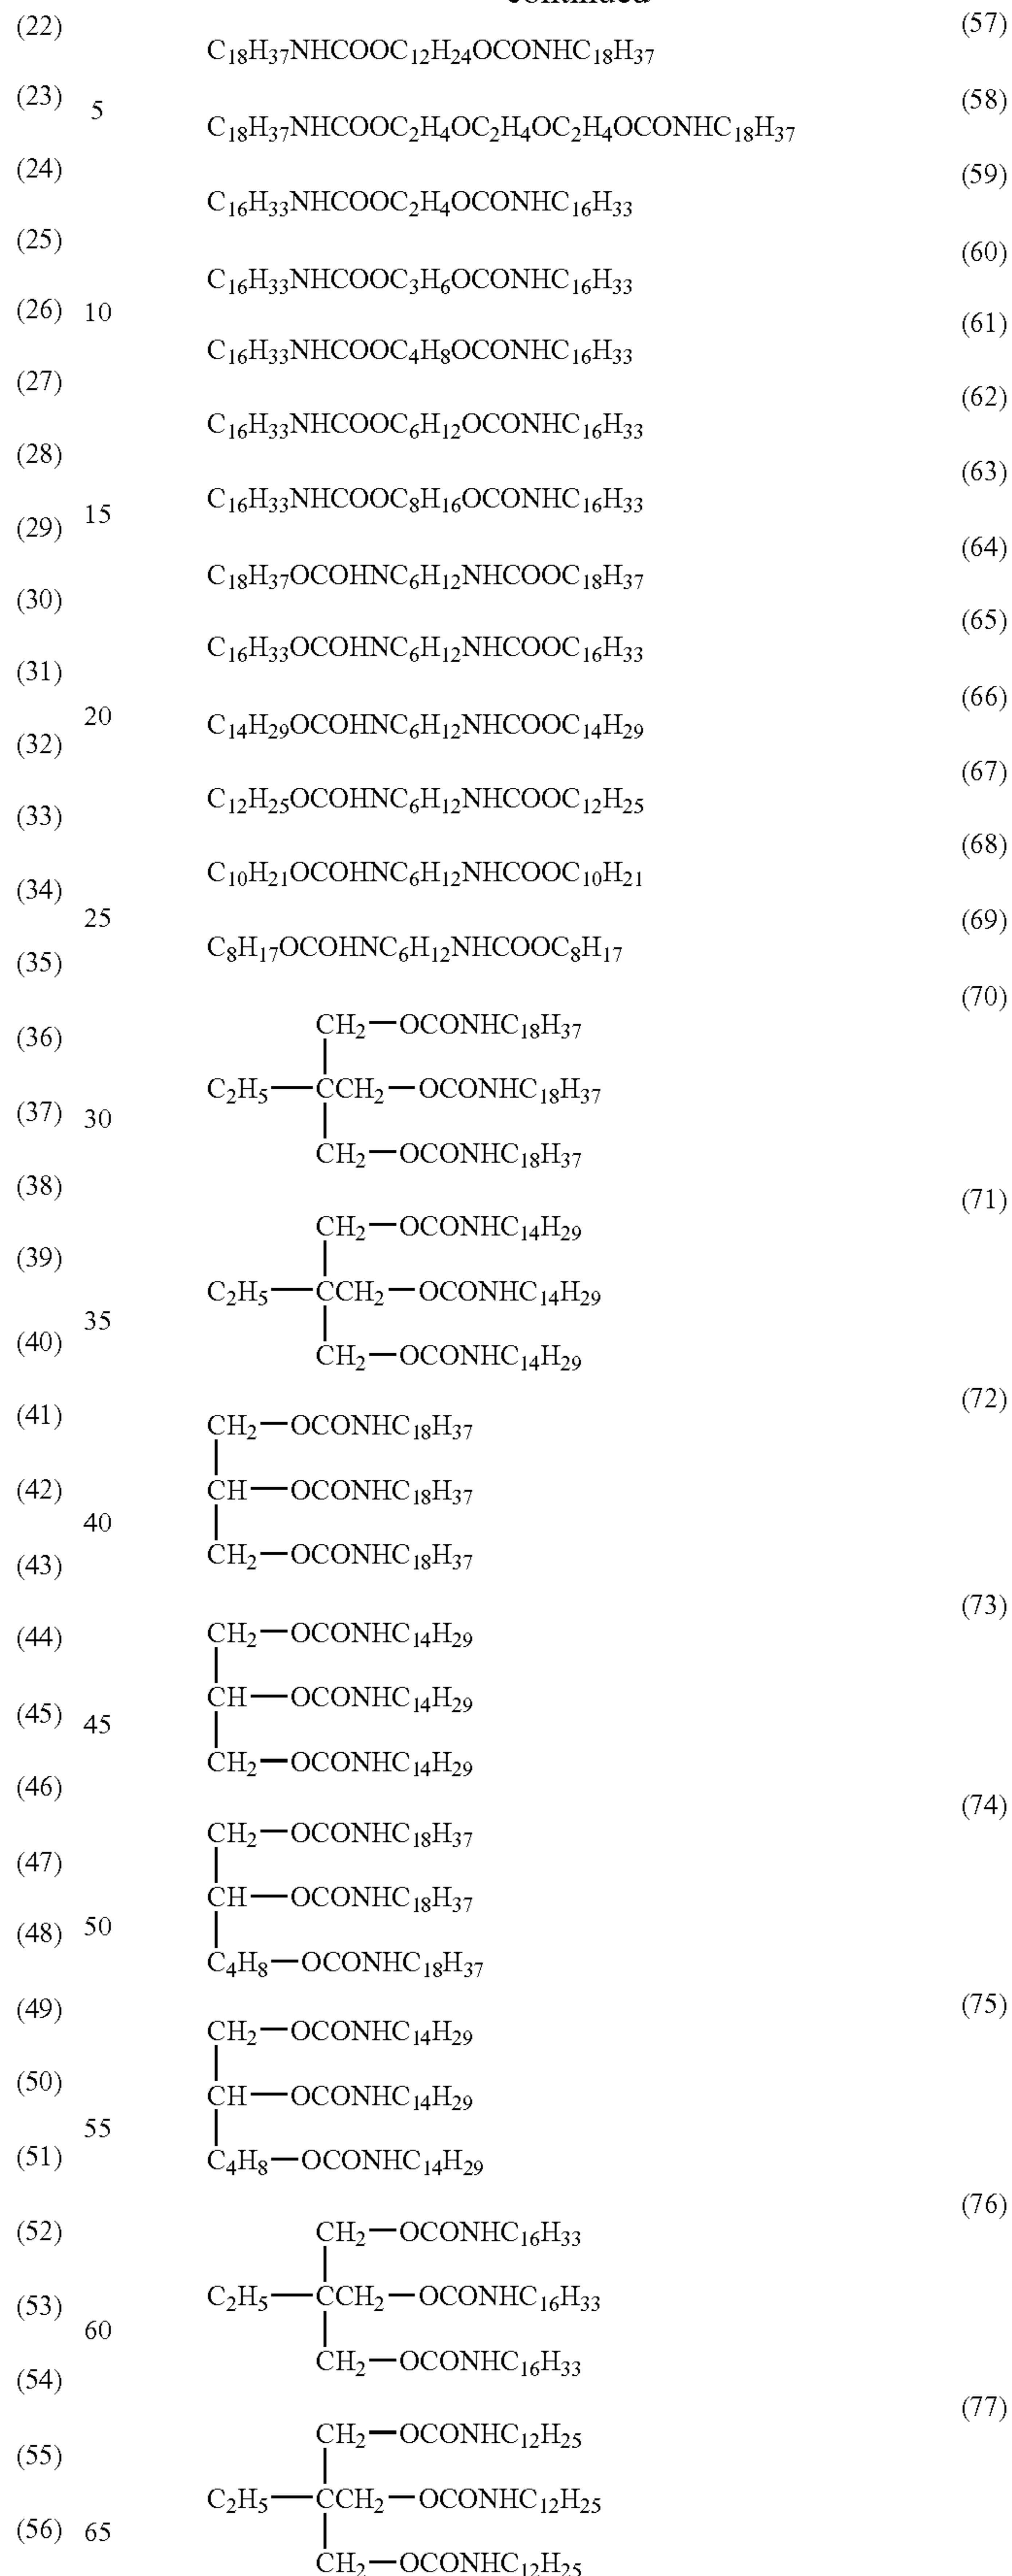 continued
(22) C18H37NHCOOC12H24OCONHC18H37 (57)
(23) 5 C18H37NHCOOC2H4OC2H4OC2H4OCONHC18H37 (58)
(24) C16H33NHCOOC2H4OCONHC16H33 (59)
(25) C16H33NHCOOC3H6OCONHC16H33 (60)
(26) 10 C16H33NHCOOC4H8OCONHC16H33 (61)
(27) C16H33NHCOOC6H12OCONHC16H33 (62)
(28) C16H33NHCOOC8H16OCONHC16H33 (63)
15
(29) C18H37OCOHNC6H12NHCOOC18H37 (64)
(30) C16H33OCOHNC6H12NHCOOC16H33 (65)
(31) C14H29OCOHNC6H12NHCOOC14H29 (66)
20
(32) C12H25OCOHNC6H12NHCOOC12H25 (67)
(33) C10H21OCOHNC6H12NHCOOC10H21 (68)
(34) 25 C8H17OCOHNC6H12NHCOOC8H17 (69)
(35) (70)
CH2—OCONHC18H37
(36)
C2H5—CCH2—OCONHC18H37
(37) 30
CH2—OCONHC18H37
(38) (71)
CH2—OCONHC14H29
(39)
C2H5—CCH2—OCONHC14H29
35
(40) CH2—OCONHC14H29
(72)
(41) CH2—OCONHC18H37
(42) CH—OCONHC18H37
40
(43) CH2—OCONHC18H37
(73)
(44) CH2—OCONHC14H29
(45) CH—OCONHC14H29
45
CH2—OCONHC14H29
(46) (74)
CH2—OCONHC18H37
(47)
CH—OCONHC18H37
(48) 50
C4H8—OCONHC18H37
(49) (75)
CH2—OCONHC14H29
(50) CH—OCONHC14H29
55
(51) C4H8—OCONHC14H29
(76)
(52) CH2—OCONHC16H33
(53) C2H5—CCH2—OCONHC16H33
60
CH2—OCONHC16H33
(54) (77)
CH2—OCONHC12H25
(55)
C2H5—CCH2—OCONHC12H25
(56) 65
CH2—OCONHC12H25